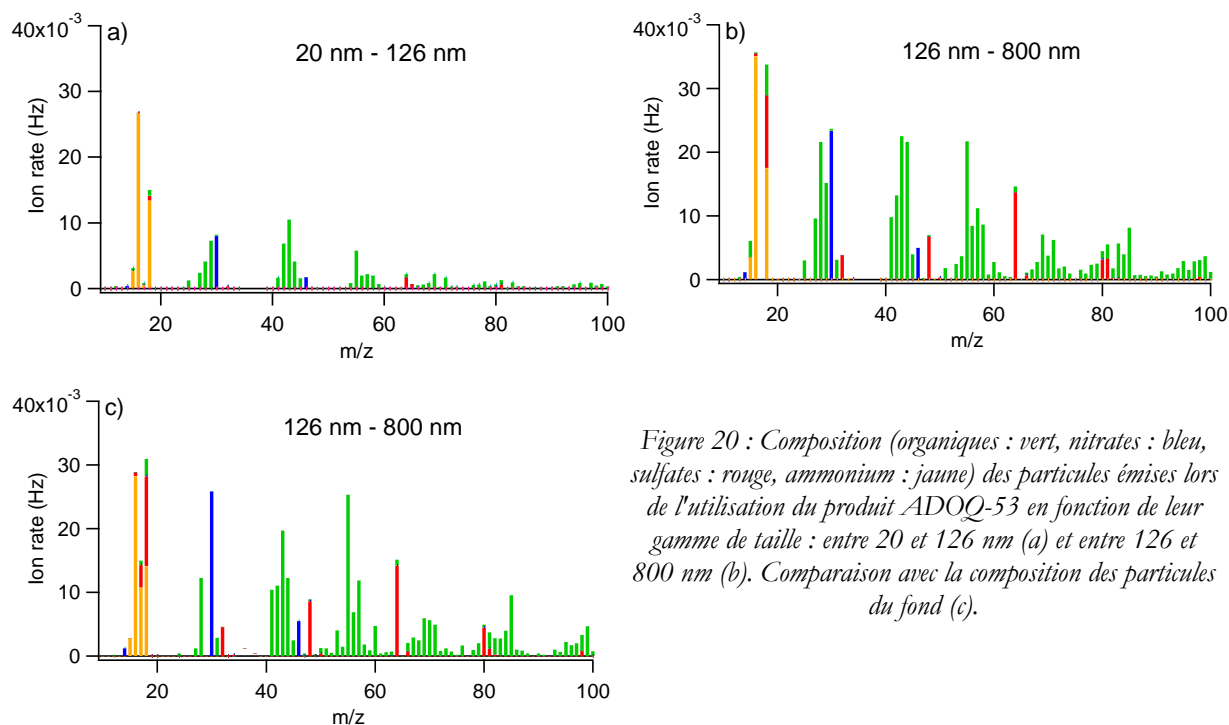 40x10⁻³
a)
20 nm - 126 nm
30
20
10
0
Ion rate (Hz)
20
40
60
80
100
m/z
40x10⁻³
b)
126 nm - 800 nm
30
20
10
0
Ion rate (Hz)
20
40
60
80
100
m/z
40x10⁻³
c)
126 nm - 800 nm
30
20
10
0
Ion rate (Hz)
20
40
60
80
100
m/z
Figure 20 : Composition (organiques : vert, nitrates : bleu,
sulfates : rouge, ammonium : jaune) des particules émises lors
de l'utilisation du produit ADOQ-53 en fonction de leur
gamme de taille : entre 20 et 126 nm (a) et entre 126 et
800 nm (b). Comparaison avec la composition des particules
du fond (c).